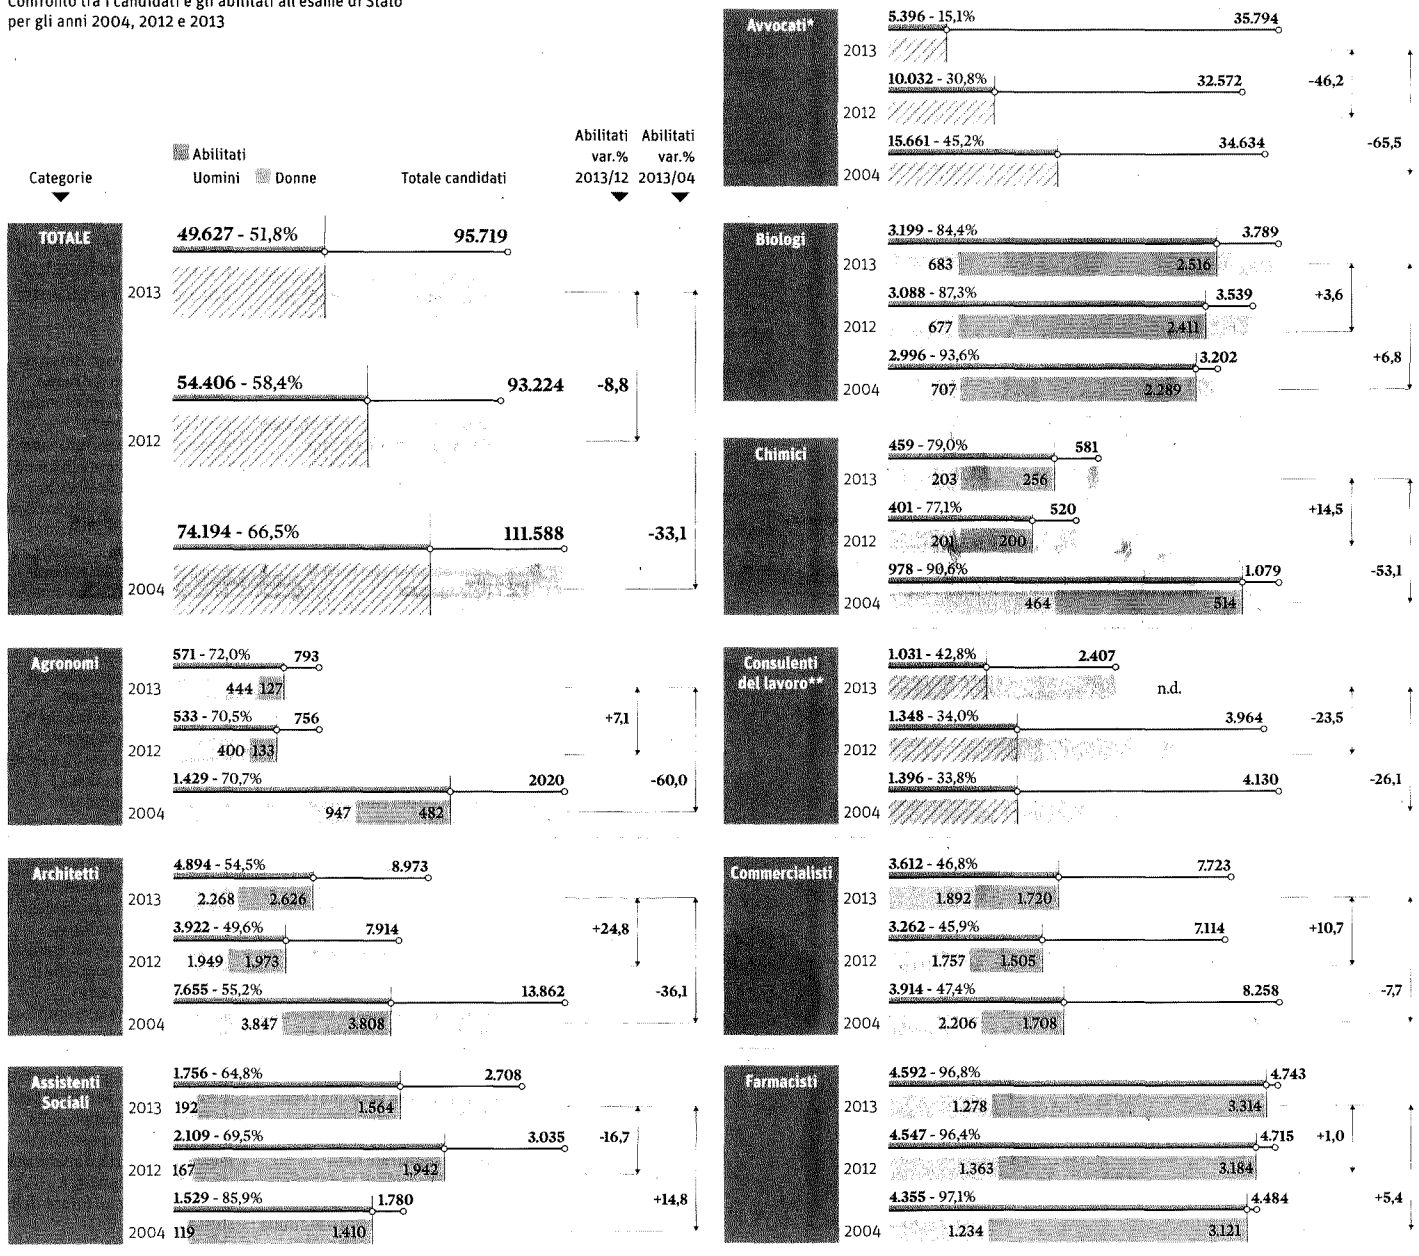 Confronto tra i candidati e gli abilitati all'esame di Stato
per gli anni 2004, 2012 e 2013
Categorie
Abilitati
Uomini Donne
Totale candidati
Abilitati var.% 2013/12
Abilitati var.% 2013/04
TOTALE
49.627 - 51,8% 95.719
2013
54.406 - 58,4% 93.224 -8,8
2012
74.194 - 66,5% 111.588 -33,1
2004
Agronomi
571 - 72,0% 793
2013 444 127
+7,1
533 - 70,5% 756
2012 400 133
1.429 - 70,7% 2020 -60,0
2004 947 482
Architetti
4.894 - 54,5% 8.973
2013 2.268 2.626
+24,8
3.922 - 49,6% 7.914
2012 1.949 1.973
7.655 - 55,2% 13.862 -36,1
2004 3.847 3.808
Assistenti
Sociali
1.756 - 64,8% 2.708
2013 192 1.564
-16,7
2.109 - 69,5% 3.035
2012 167 1.942
1.529 - 85,9% 1.780 +14,8
2004 119 1.410
Avvocati*
5.396 - 15,1% 35.794
2013
10.032 - 30,8% 32.572 -46,2
2012
15.661 - 45,2% 34.634 -65,5
2004
Biologi
3.199 - 84,4% 3.789
2013 683 2.516
+3,6
3.088 - 87,3% 3.539
2012 677 2.411
2.996 - 93,6% 3.202 +6,8
2004 707 2.289
Chimici
459 - 79,0% 581
2013 203 256
+14,5
401 - 77,1% 520
2012 201 200
978 - 90,6% 1.079 -53,1
2004 464 514
Consulenti
del lavoro**
1.031 - 42,8% 2.407
2013 n.d.
-23,5
1.348 - 34,0% 3.964
2012
1.396 - 33,8% 4.130 -26,1
2004
Commercialisti
3.612 - 46,8% 7.723
2013 1.892 1.720
+10,7
3.262 - 45,9% 7.114
2012 1.757 1.505
3.914 - 47,4% 8.258 -7,7
2004 2.206 1.708
Farmacisti
4.592 - 96,8% 4.743
2013 1.278 3.314
+1,0
4.547 - 96,4% 4.715
2012 1.363 3.184
4.355 - 97,1% 4.484 +5,4
2004 1.234 3.121